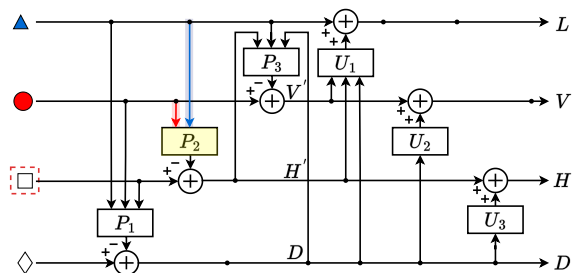 L
+ +
P₃
U₁
−
+
V′
V
+ +
P₂
U₂
−
+
H′
H
+ +
P₁
U₃
−
+
D
D